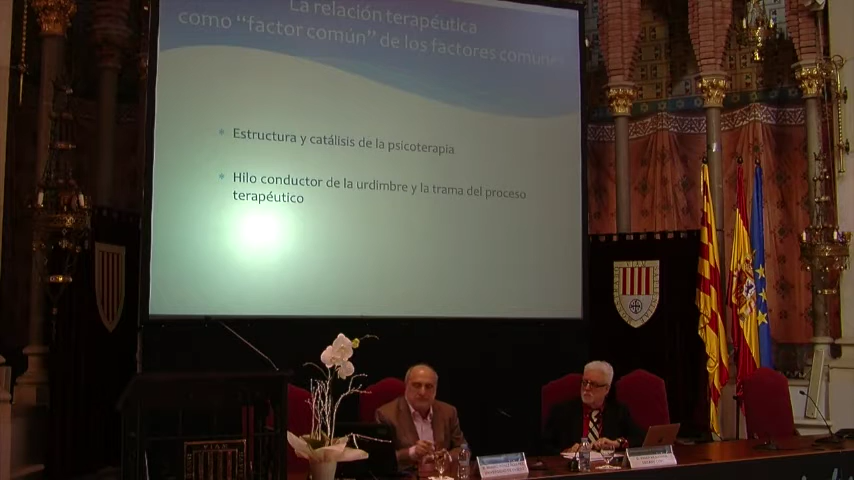 La relación terapéutica
como “factor común” de los factores comunes
Estructura y catálisis de la psicoterapia
Hilo conductor de la urdimbre y la trama del proceso
terapéutico